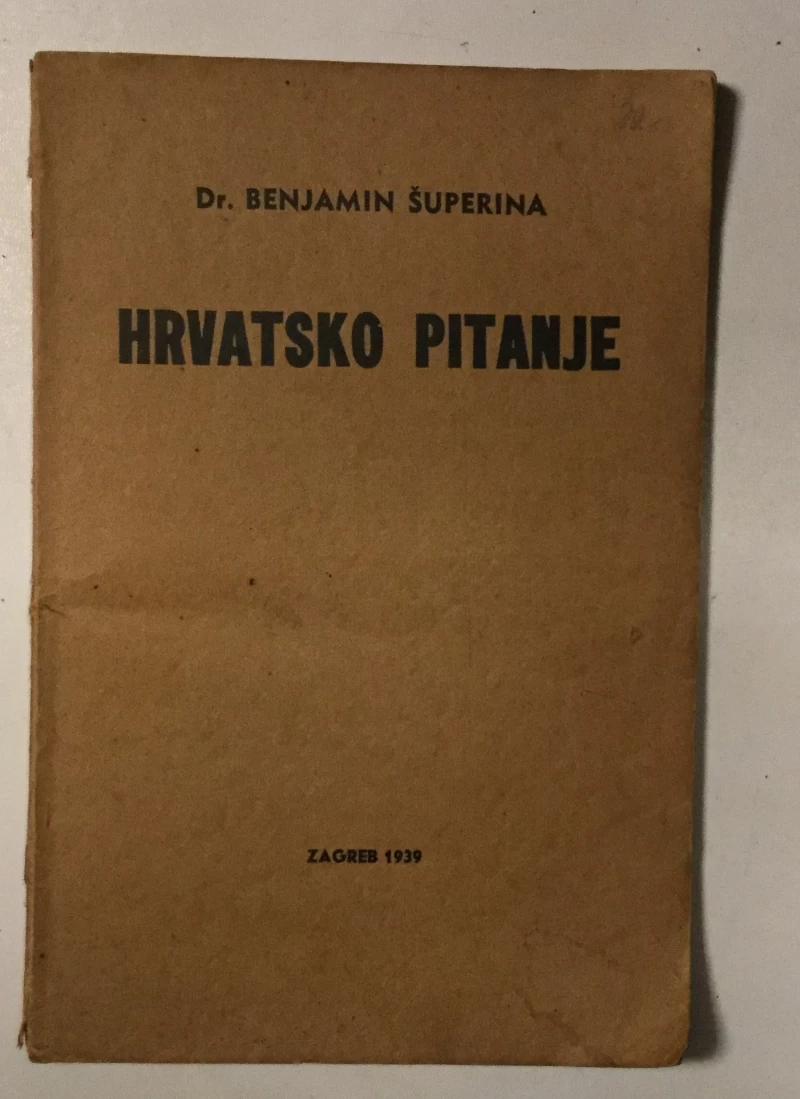 Dr. BENJAMIN ŠUPERINA
HRVATSKO PITANJE
ZAGREB 1939